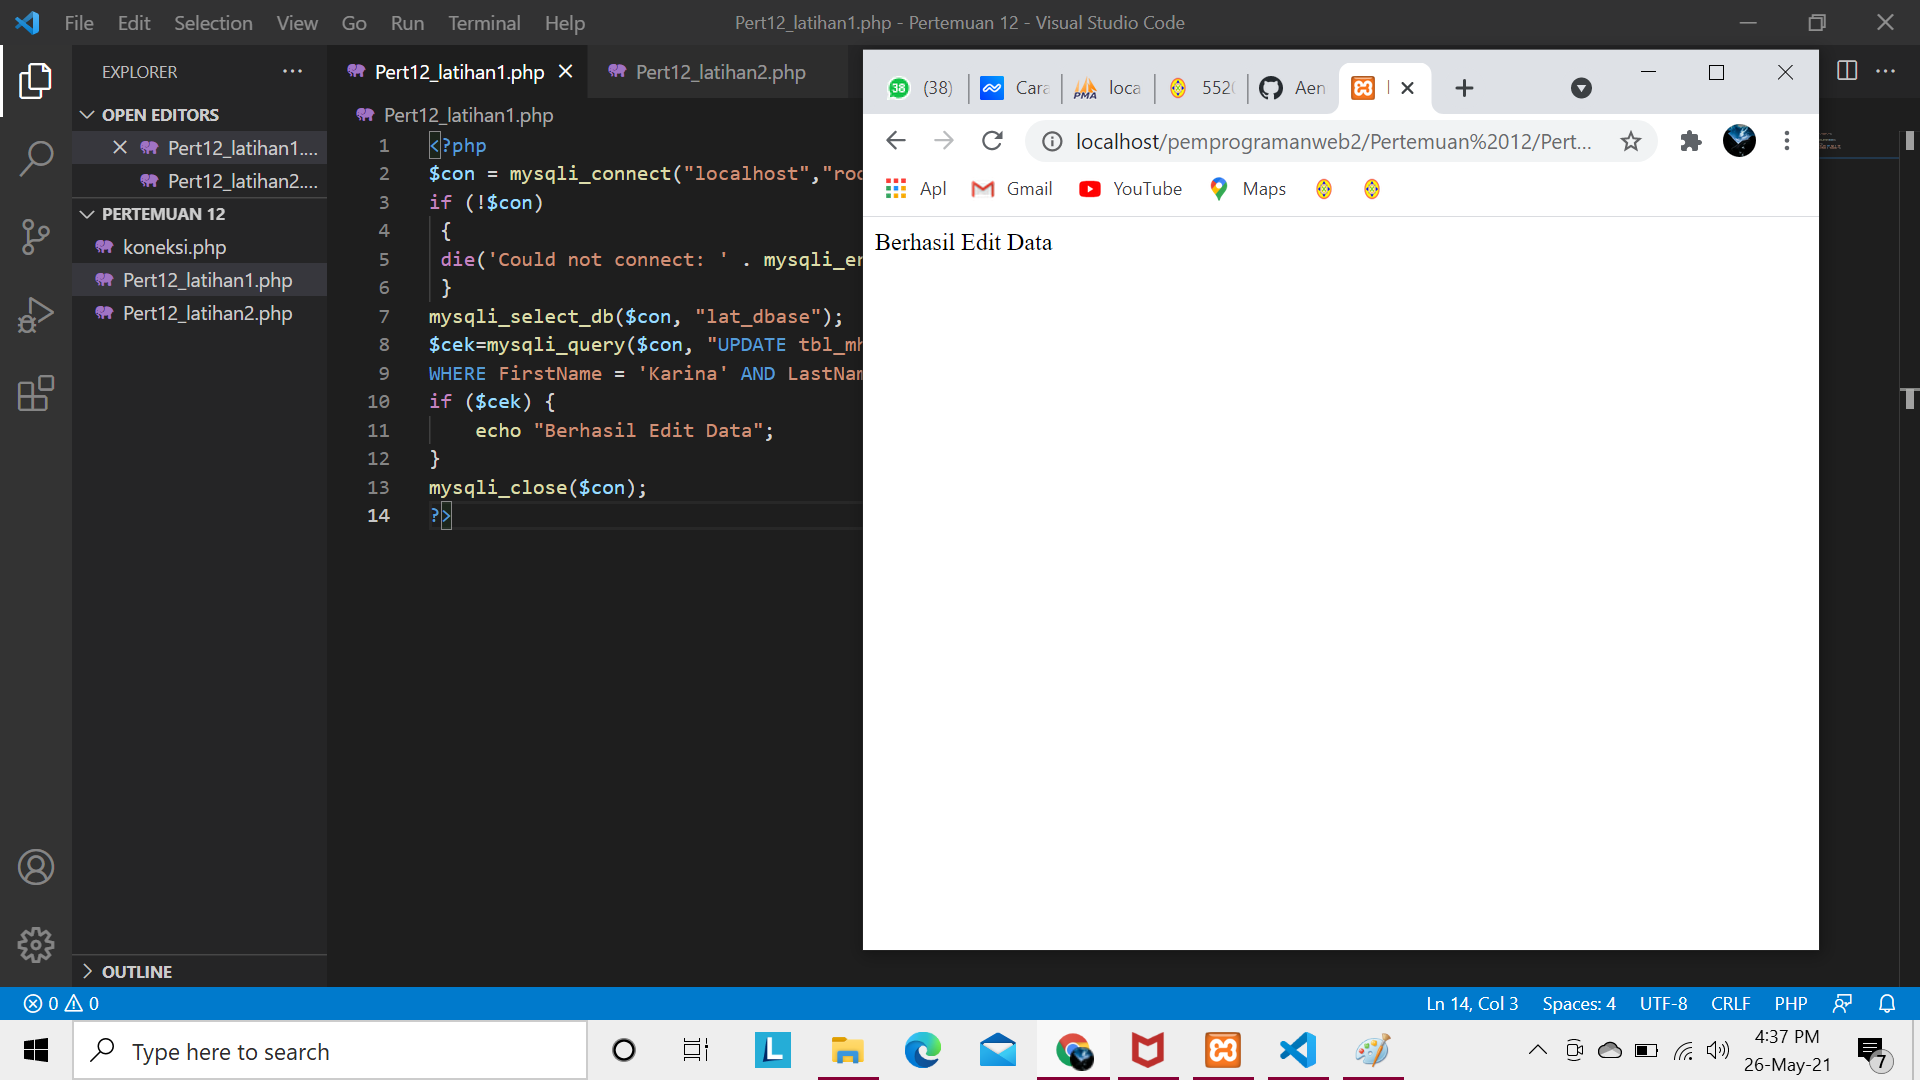 File Edit Selection View Go Run Terminal Help
Pert12_latihan1.php - Pertemuan 12 - Visual Studio Code
EXPLORER
OPEN EDITORS
Pert12_latihan1....
Pert12_latihan2....
PERTEMUAN 12
koneksi.php
Pert12_latihan1.php
Pert12_latihan2.php
OUTLINE
Pert12_latihan1.php
Pert12_latihan2.php
Pert12_latihan1.php
1 <?php
2 $con = mysqli_connect("localhost","roo
3 if (!$con)
4 {
5 die('Could not connect: ' . mysqli_er
6 }
7 mysqli_select_db($con, "lat_dbase");
8 $cek=mysqli_query($con, "UPDATE tbl_mh
9 WHERE FirstName = 'Karina' AND LastNam
10 if ($cek) {
11 echo "Berhasil Edit Data";
12 }
13 mysqli_close($con);
14 ?>
38 (38) Cara PMA loca 552 Aen
localhost/pemprogramanweb2/Pertemuan%2012/Pert...
Apl Gmail YouTube Maps
Berhasil Edit Data
0 0
Ln 14, Col 3 Spaces: 4 UTF-8 CRLF PHP
Type here to search
L
4:37 PM
26-May-21
7